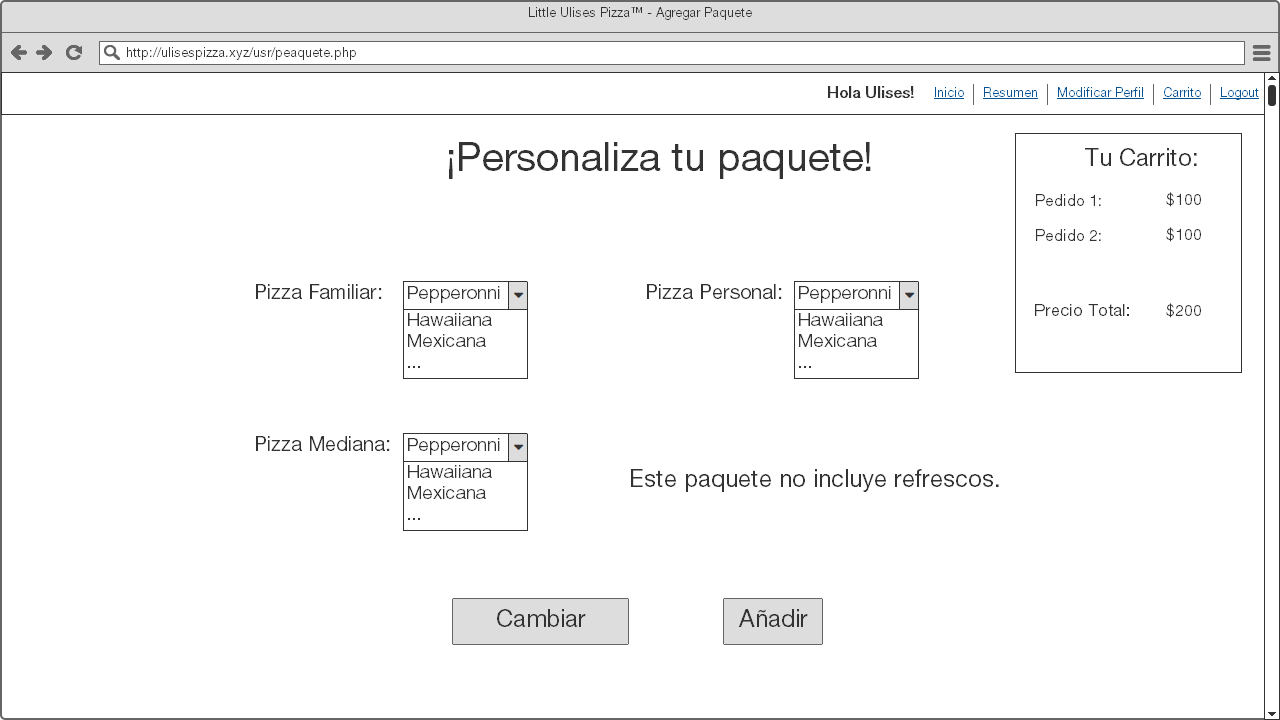 Little Ulises Pizza™ - Agregar Paquete
http://ulisespizza.xyz/usr/peaquete.php
Hola Ulises! Inicio Resumen Modificar Perfil Carrito Logout
¡Personaliza tu paquete!
Tu Carrito:
Pedido 1: $100
Pedido 2: $100
Precio Total: $200
Pizza Familiar: Pepperonni
Hawaiiana
Mexicana
...
Pizza Personal: Pepperonni
Hawaiiana
Mexicana
...
Pizza Mediana: Pepperonni
Hawaiiana
Mexicana
...
Este paquete no incluye refrescos.
Cambiar Añadir